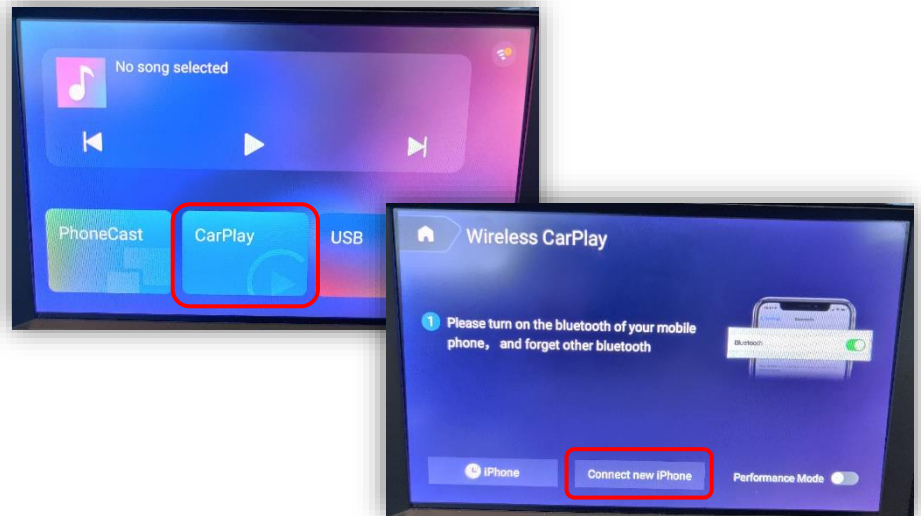 No song selected
PhoneCast
CarPlay
USB
Wireless CarPlay
1 Please turn on the bluetooth of your mobile
phone, and forget other bluetooth
Bluetooth
iPhone
Connect new iPhone
Performance Mode